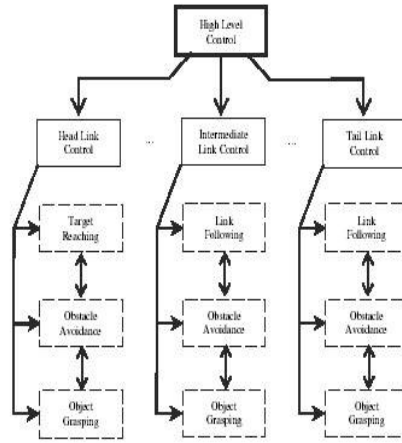 High Level
Control
Head Link
Control
...
Intermediate
Link Control
...
Tail Link
Control
Target
Reaching
Link
Following
Link
Following
Obstacle
Avoidance
Obstacle
Avoidance
Obstacle
Avoidance
Object
Grasping
Object
Grasping
Object
Grasping